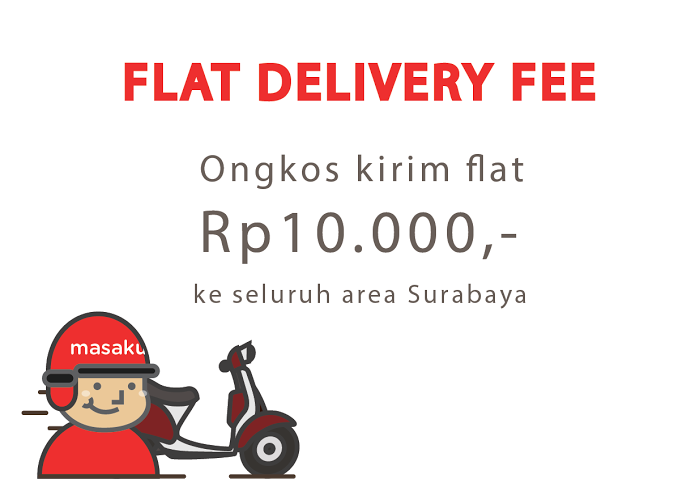 FLAT DELIVERY FEE
Ongkos kirim flat
Rp10.000,-
ke seluruh area Surabaya
masaku